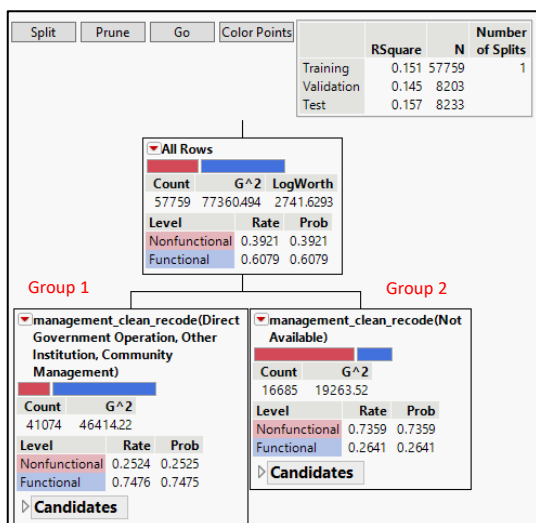 Split Prune Go Color Points
RSquare N Number of Splits
Training 0.151 57759 1
Validation 0.145 8203
Test 0.157 8233
All Rows
Count G^2 LogWorth
57759 77360.494 2741.6293
Level Rate Prob
Nonfunctional 0.3921 0.3921
Functional 0.6079 0.6079
Group 1
Group 2
management_clean_recode(Direct
Government Operation, Other
Institution, Community
Management)
Count G^2
41074 46414.22
Level Rate Prob
Nonfunctional 0.2524 0.2525
Functional 0.7476 0.7475
Candidates
management_clean_recode(Not
Available)
Count G^2
16685 19263.52
Level Rate Prob
Nonfunctional 0.7359 0.7359
Functional 0.2641 0.2641
Candidates